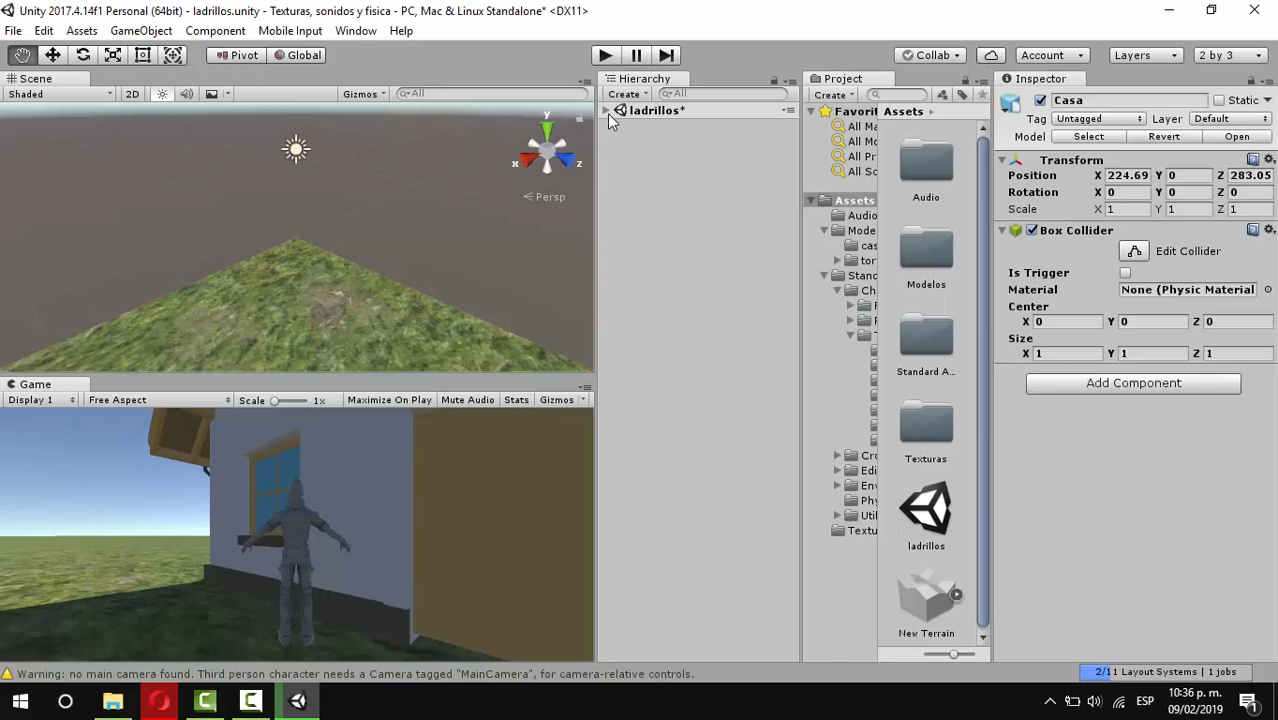 Unity 2017.4.14f1 Personal (64bit) - ladrillos.unity - Texturas, sonidos y fisica - PC, Mac & Linux Standalone* <DX11>
File Edit Assets GameObject Component Mobile Input Window Help
Pivot Global Collab Account Layers 2 by 3
Scene
Shaded 2D Gizmos All
y
x z
Persp
Game
Display 1 Free Aspect Scale 1x Maximize On Play Mute Audio Stats Gizmos
Hierarchy
Create All
ladrillos*
Project
Create
Favorit
All Ma
All Mo
All Pr
All So
Assets
Audio
Mode
cas
tor
Stand
Ch
F
F
T
Cro
Edi
Env
Phy
Util
Textu
Assets
Audio
Modelos
Standard A...
Texturas
ladrillos
New Terrain
Inspector
Casa Static
Tag Untagged Layer Default
Model Select Revert Open
Transform
Position X 224.69 Y 0 Z 283.05
Rotation X 0 Y 0 Z 0
Scale X 1 Y 1 Z 1
Box Collider
Edit Collider
Is Trigger
Material None (Physic Material
Center
X 0 Y 0 Z 0
Size
X 1 Y 1 Z 1
Add Component
Warning: no main camera found. Third person character needs a Camera tagged "MainCamera", for camera-relative controls.
2/11 Layout Systems | 1 jobs
ESP
10:36 p. m.
09/02/2019
1